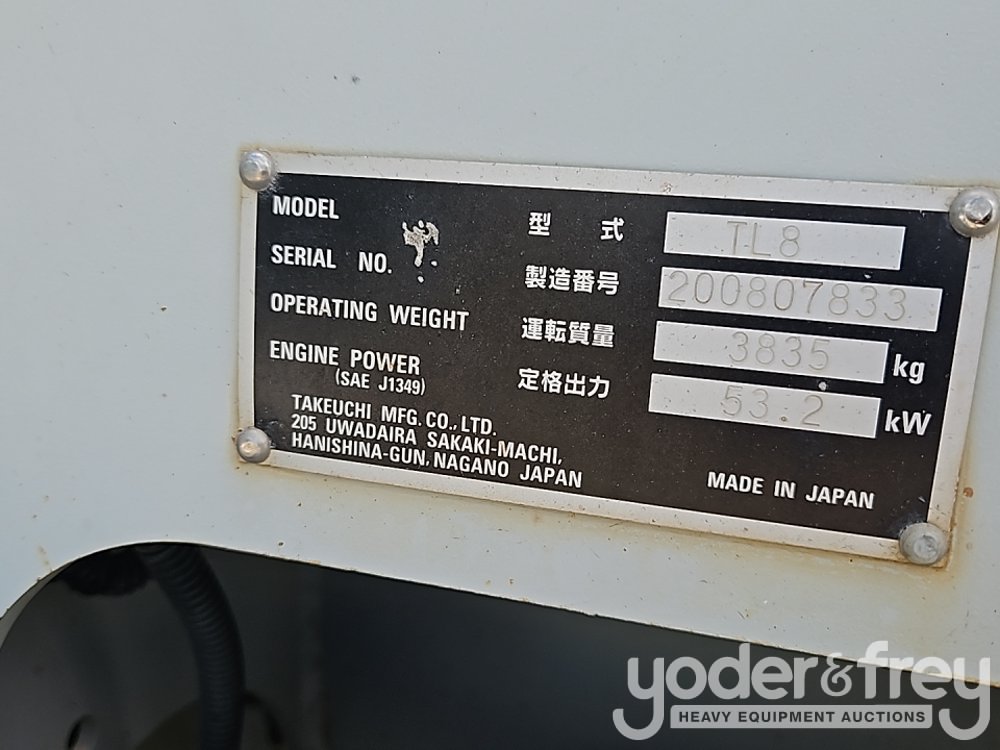 MODEL 型 式 TL8
SERIAL NO. 製造番号 200807833
OPERATING WEIGHT 運転質量 3835 kg
ENGINE POWER 定格出力 53.2 kW
(SAE J1349)
TAKEUCHI MFG. CO., LTD.
205 UWADAIRA SAKAKI-MACHI,
HANISHINA-GUN, NAGANO JAPAN
MADE IN JAPAN
yoder&frey
HEAVY EQUIPMENT AUCTIONS